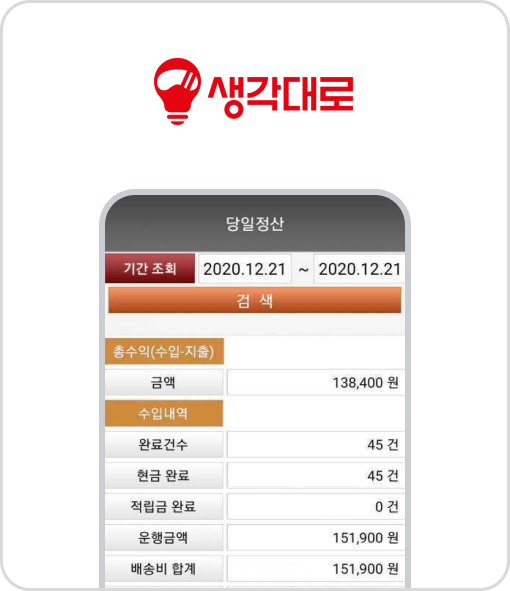 생각대로
당일정산
기간 조회 2020.12.21 ~ 2020.12.21
검 색
총수익(수입-지출)
금액 138,400 원
수입내역
완료건수 45 건
현금 완료 45 건
적립금 완료 0 건
운행금액 151,900 원
배송비 합계 151,900 원